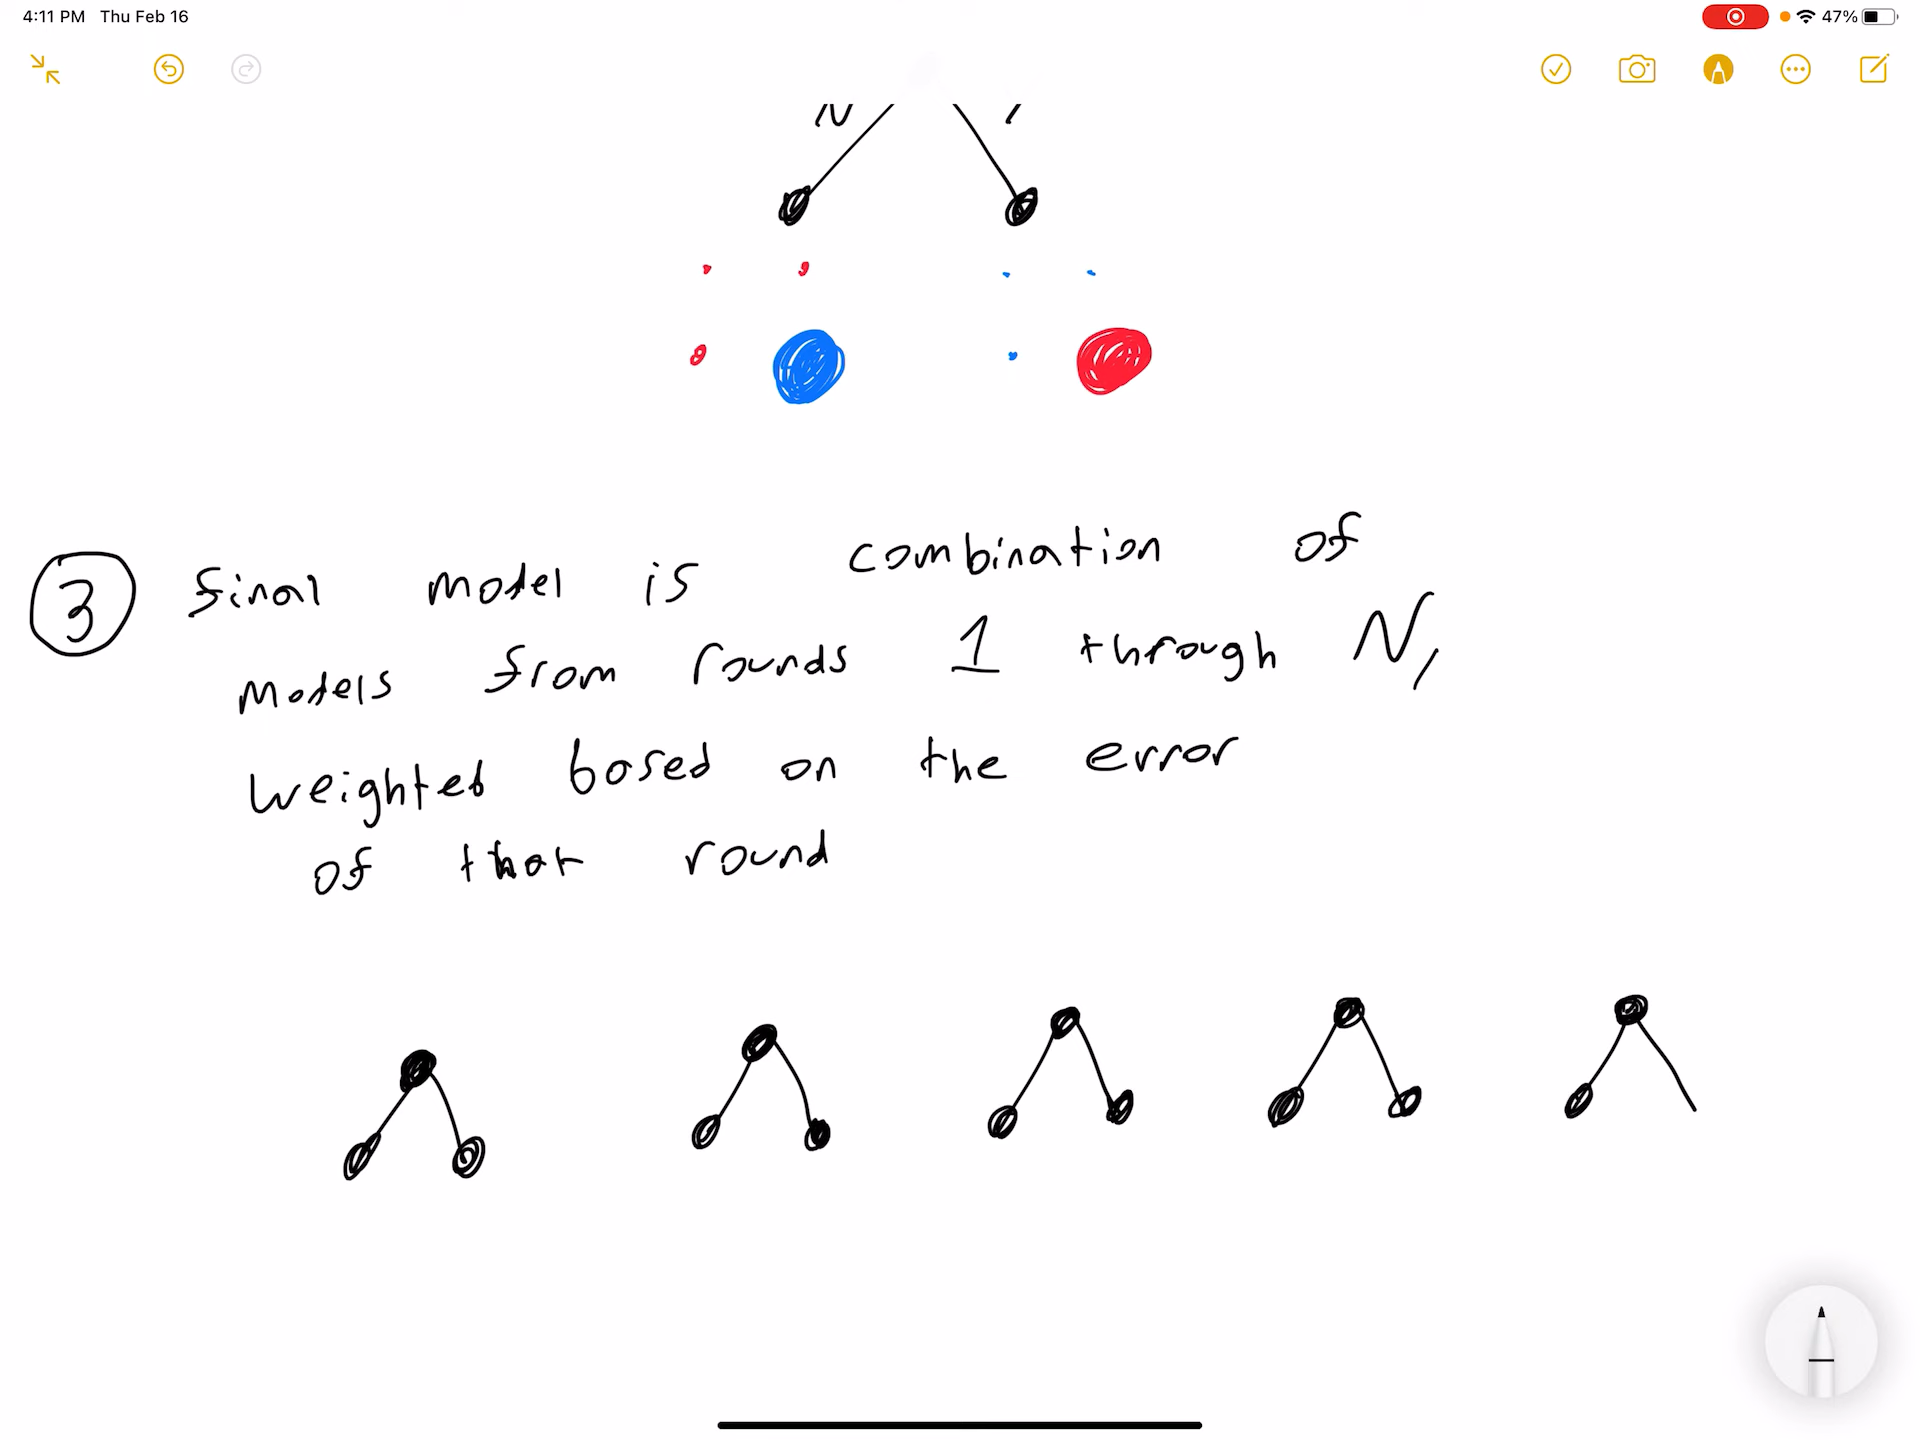 4:11 PM Thu Feb 16
47%
N
3 final model is combination of
models from rounds 1 through N,
weighted based on the error
of that round